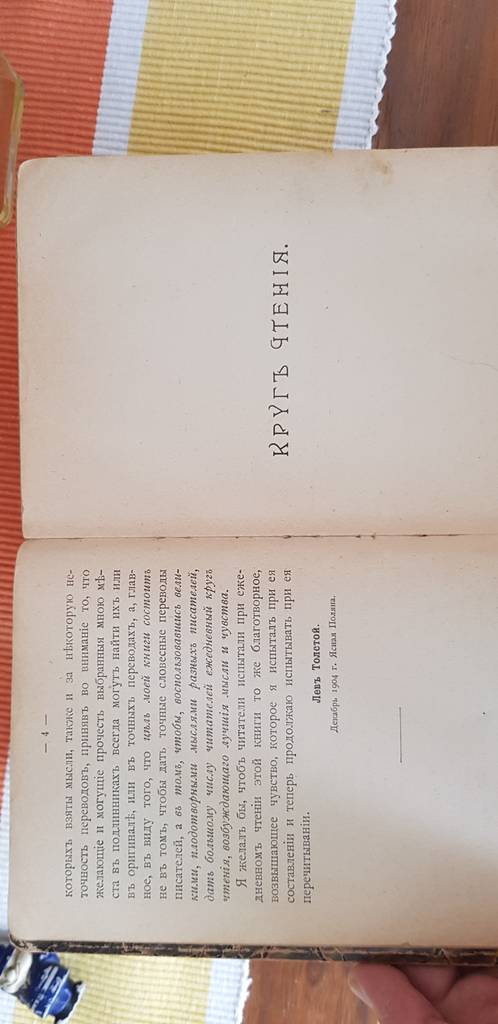 — 4 —
которыхъ взяты мысли, также и за нѣкоторую не-
точность переводовъ, принявъ во вниманіе то, что
желающіе и могущіе прочесть выбранныя мною мѣ-
ста въ подлинникахъ всегда могутъ найти ихъ или
въ оригиналѣ, или въ точныхъ переводахъ, а, глав-
ное, въ виду того, что цѣль моей книги состоитъ
не въ томъ, чтобы дать точные словесные переводы
писателей, а въ томъ, чтобы, воспользовавшись вели-
кими, плодотворными мыслями разныхъ писателей,
дать большому числу читателей ежедневный кругъ
чтенія, возбуждающаго лучшія мысли и чувства.
Я желалъ бы, чтобъ читатели испытали при еже-
дневномъ чтеніи этой книги то же благотворное,
возвышающее чувство, которое я испыталъ при ея
составленіи и теперь продолжаю испытывать при ея
перечитываніи.
Левъ Толстой.
Декабрь 1904 г. Ясная Поляна.
КРУГЪ ЧТЕНІЯ.